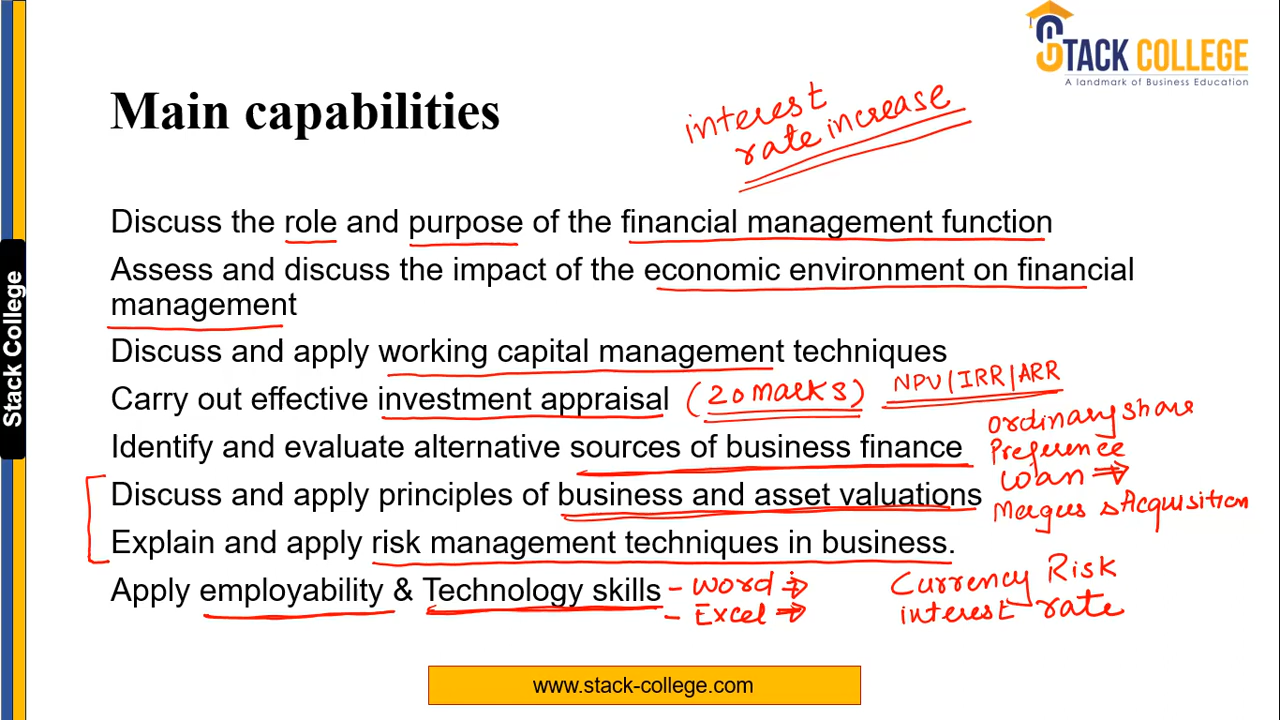 STACK COLLEGE
A landmark of Business Education
Main capabilities
interest
rate increase
Discuss the role and purpose of the financial management function
Assess and discuss the impact of the economic environment on financial
management
Discuss and apply working capital management techniques
Carry out effective investment appraisal (20 marks) NPV/IRR/ARR
Identify and evaluate alternative sources of business finance
ordinary share
Preference
Loan
Discuss and apply principles of business and asset valuations
Mergers & Acquisition
Explain and apply risk management techniques in business.
Apply employability & Technology skills - word
- Excel
Currency Risk
interest rate
Stack College
www.stack-college.com